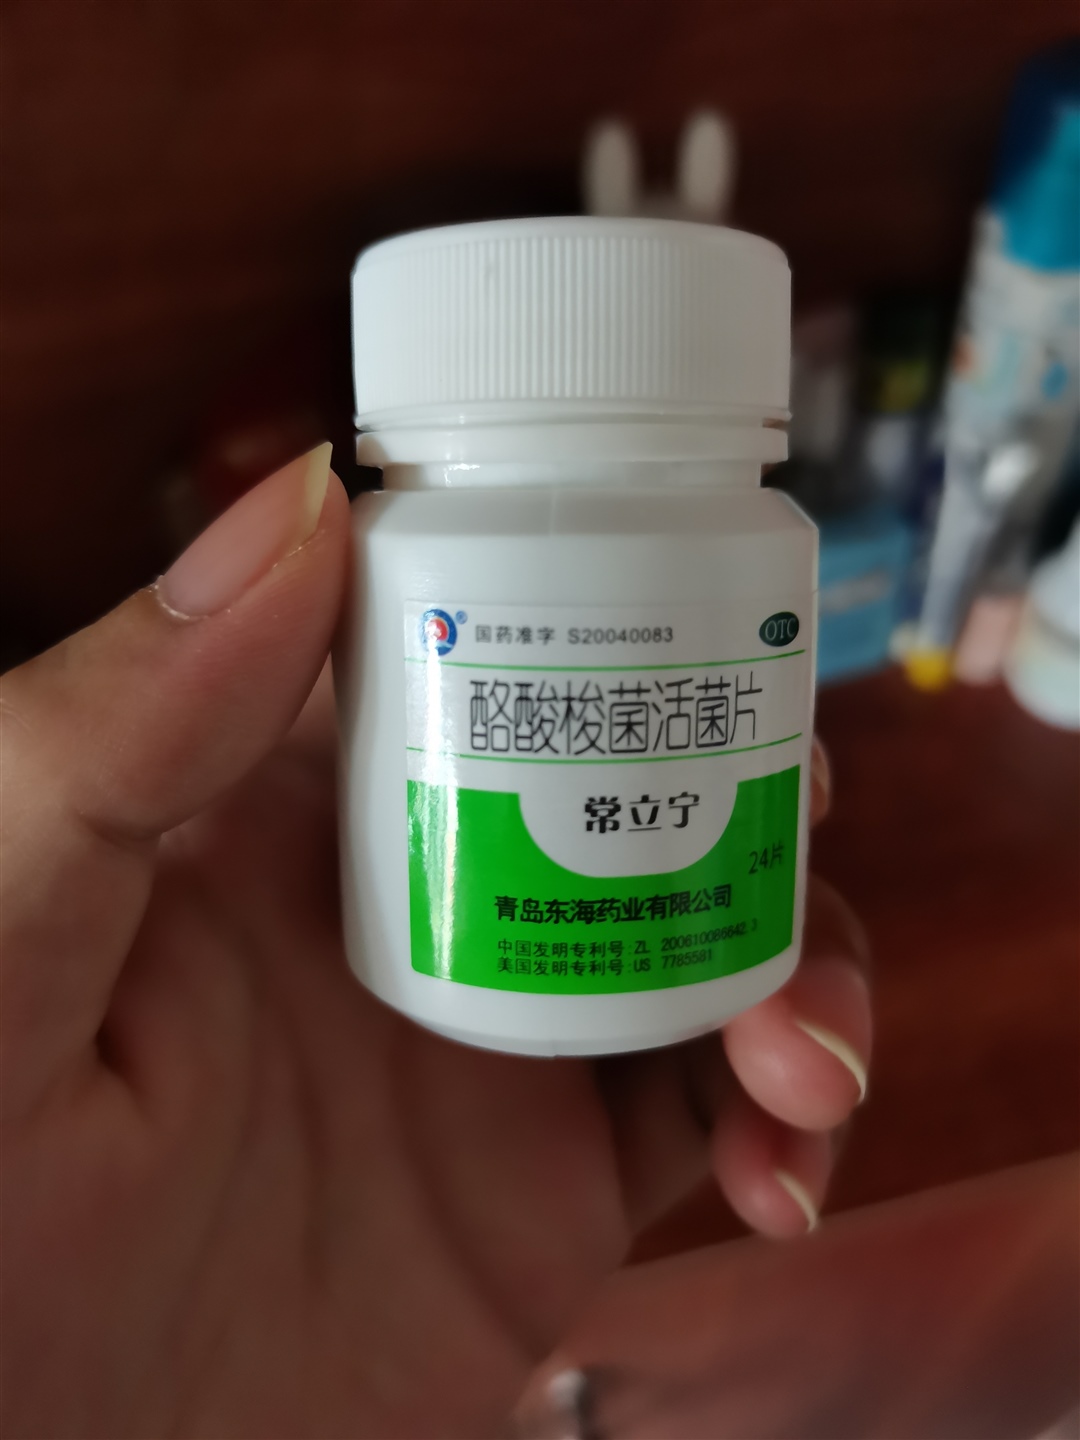 ® 国药准字 S20040083 OTC
酪酸梭菌活菌片
常立宁
24片
青岛东海药业有限公司
中国发明专利号:ZL 200610086642.3
美国发明专利号:US 7785581